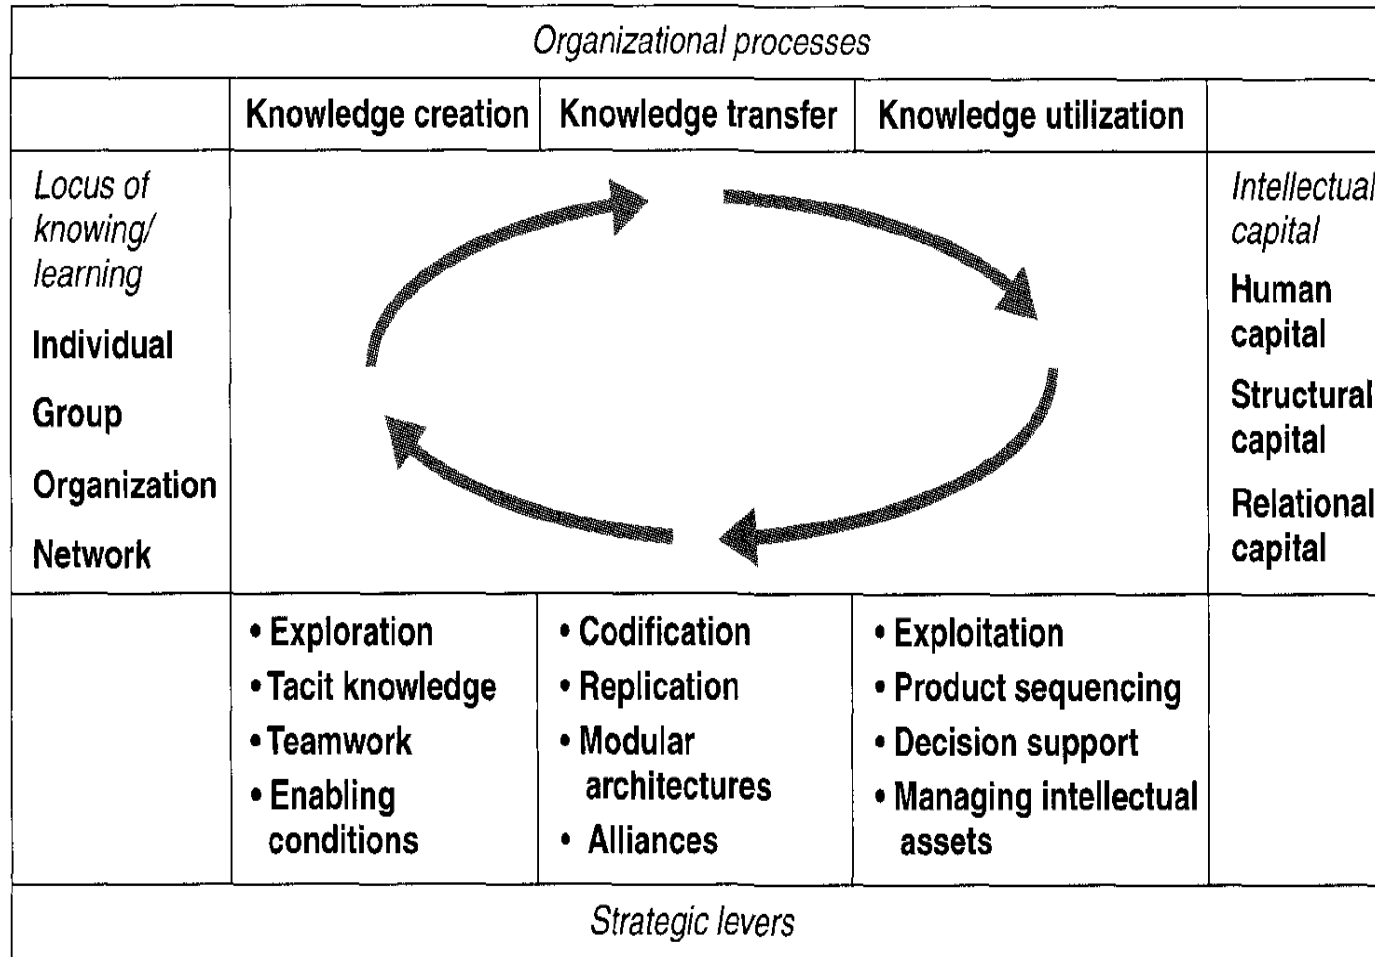 Organizational processes
Knowledge creation
Knowledge transfer
Knowledge utilization
Locus of
knowing/
learning
Individual
Group
Organization
Network
Intellectual
capital
Human
capital
Structural
capital
Relational
capital
• Exploration
• Tacit knowledge
• Teamwork
• Enabling
conditions
• Codification
• Replication
• Modular
architectures
• Alliances
• Exploitation
• Product sequencing
• Decision support
• Managing intellectual
assets
Strategic levers